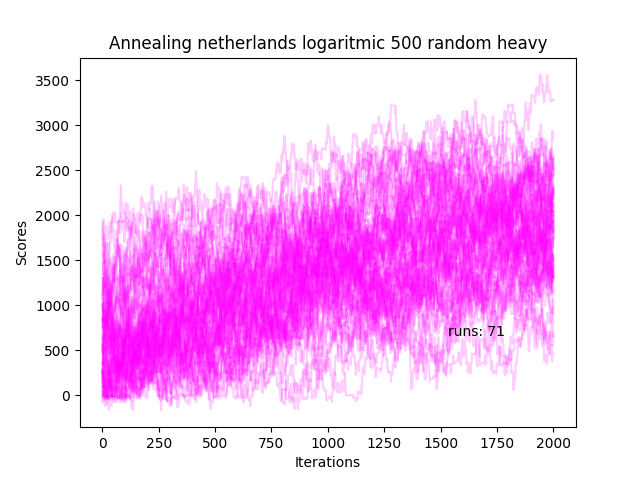 Annealing netherlands logaritmic 500 random heavy
3500
3000
2500
2000
1500
1000
500
0
Scores
runs: 71
0 250 500 750 1000 1250 1500 1750 2000
Iterations